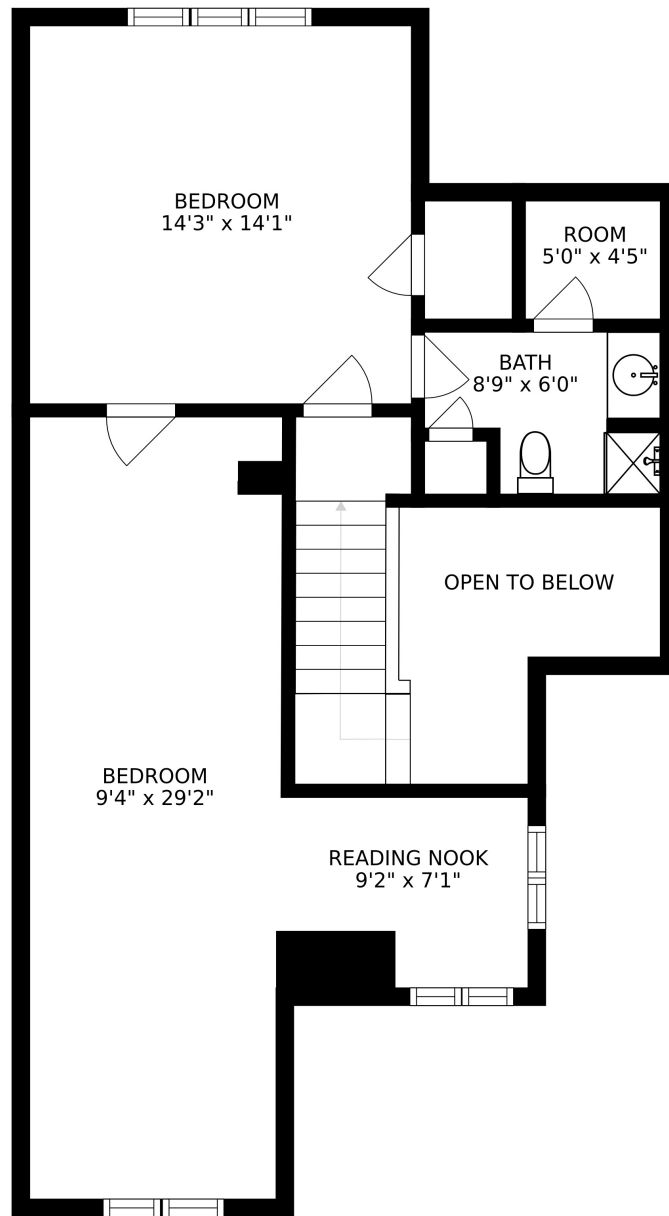 BEDROOM
14'3" x 14'1"
ROOM
5'0" x 4'5"
BATH
8'9" x 6'0"
OPEN TO BELOW
BEDROOM
9'4" x 29'2"
READING NOOK
9'2" x 7'1"